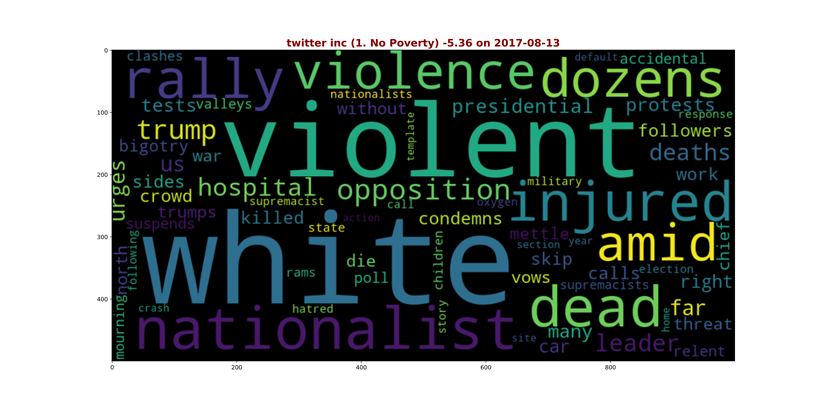 twitter inc (1. No Poverty) -5.36 on 2017-08-13
0
clashes
rally
violence
nationalists
default
accidental
dozens
tests
valleys
without
presidential
protests
100
response
trump
violent
template
followers
bigotry
war
us
deaths
work
200
urges
sides
crowd
hospital
supremacist
opposition
call
military
oxygen
injured
trumps
suspends
killed
state
action
condemns
mettle
section
year
amid
chief
300
north
following
white
rams
die
poll
children
skip
vows
calls
election
supremacists
right
400
mourning
crash
nationalist
hatred
story
dead
many
car
site
home
far
threat
leader
relent
0
200
400
600
800